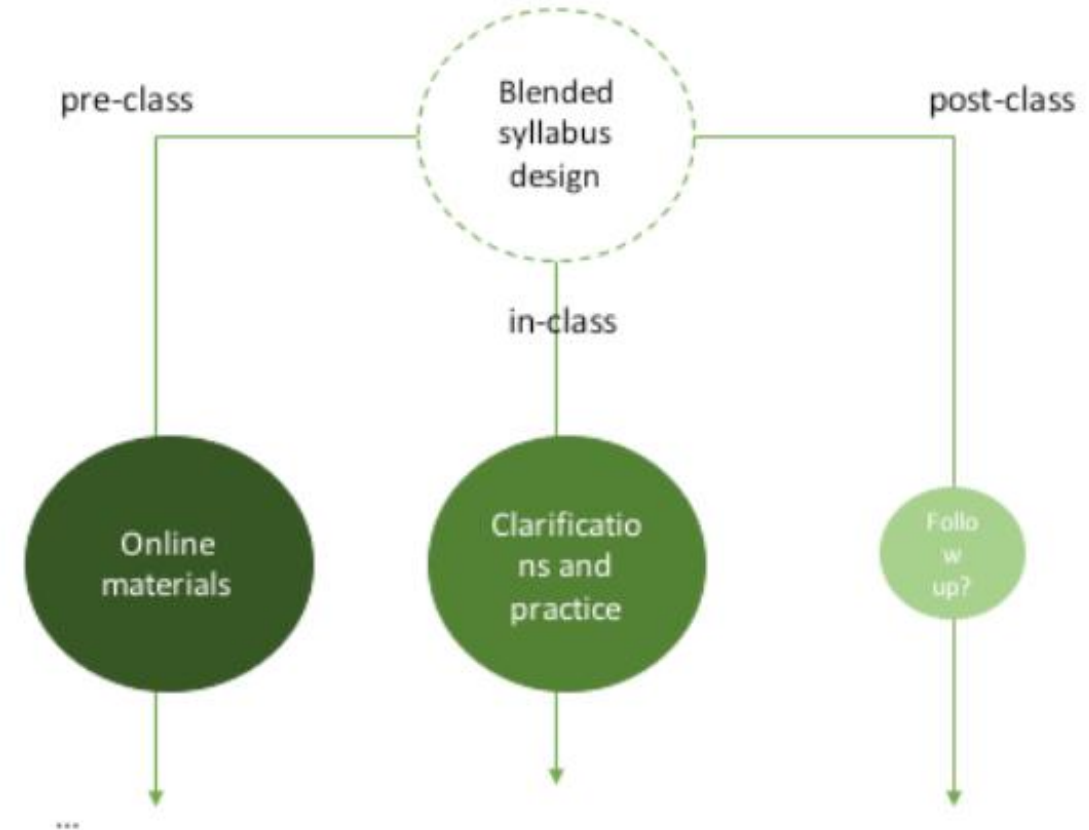 Blended
syllabus
design
pre-class
post-class
in-class
Online
materials
Clarificatio
ns and
practice
Follo
w
up?
...